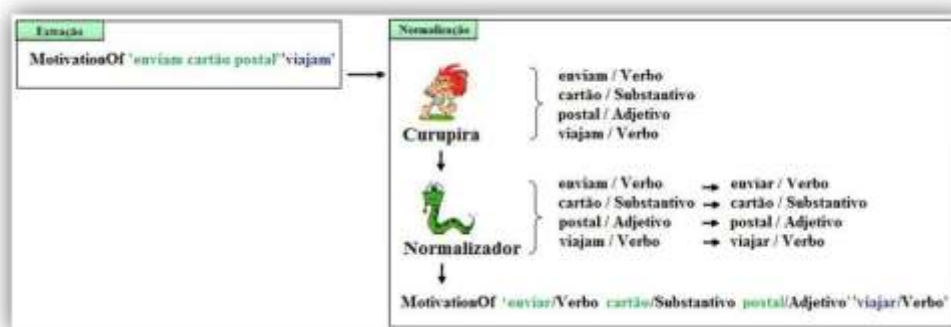 Extração
MotivationOf 'enviam cartão postal' 'viajam'
Normalização
enviam / Verbo
cartão / Substantivo
postal / Adjetivo
viajam / Verbo
Curupira
enviam / Verbo → enviar / Verbo
cartão / Substantivo → cartão / Substantivo
postal / Adjetivo → postal / Adjetivo
viajam / Verbo → viajar / Verbo
Normalizador
MotivationOf 'enviar/Verbo cartão/Substantivo postal/Adjetivo' 'viajar/Verbo'